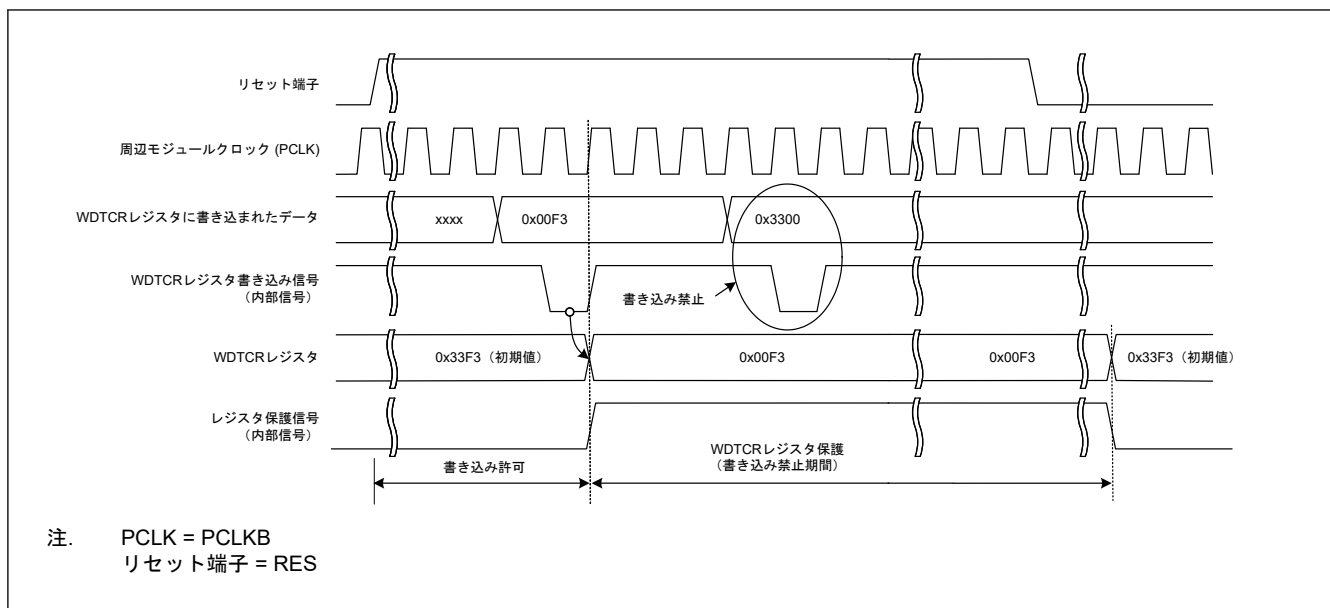 リセット端子
周辺モジュールクロック (PCLK)
WDTCRレジスタに書き込まれたデータ
xxxx
0x00F3
0x3300
WDTCRレジスタ書き込み信号
（内部信号）
書き込み禁止
WDTCRレジスタ
0x33F3（初期値）
0x00F3
0x00F3
0x33F3（初期値）
レジスタ保護信号
（内部信号）
書き込み許可
WDTCRレジスタ保護
（書き込み禁止期間）
注. PCLK = PCLKB
リセット端子 = RES